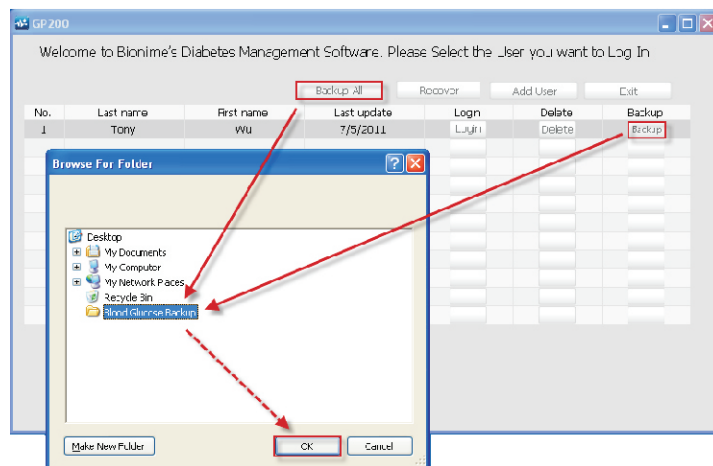 GP200
Welcome to Bionime's Diabetes Management Software. Please Select the User you want to Log In
Backup All Recover Add User Exit
No. Last name First name Last update Login Delete Backup
1 Tony Wu 7/5/2011 Login Delete Backup
Browse For Folder
Desktop
My Documents
My Computer
My Network Places
Recycle Bin
Blood Glucose Backup
Make New Folder OK Cancel